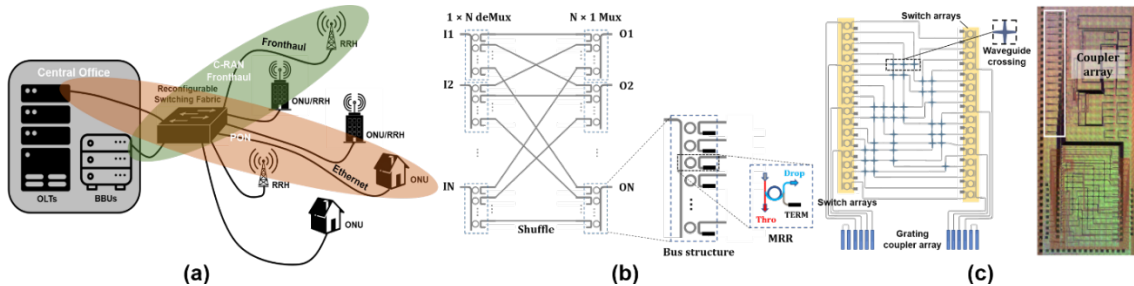 Central Office
OLTs
BBUs
Reconfigurable
Switching Fabric
C-RAN
Fronthaul
Fronthaul
RRH
ONU/RRH
ONU/RRH
PON
Ethernet
ONU
RRH
ONU
(a)
1 × N deMux
N × 1 Mux
I1
O1
I2
O2
IN
ON
Shuffle
Bus structure
Drop
Thro
TERM
MRR
(b)
Switch arrays
Waveguide
crossing
Switch arrays
Grating
coupler array
Coupler
array
(c)